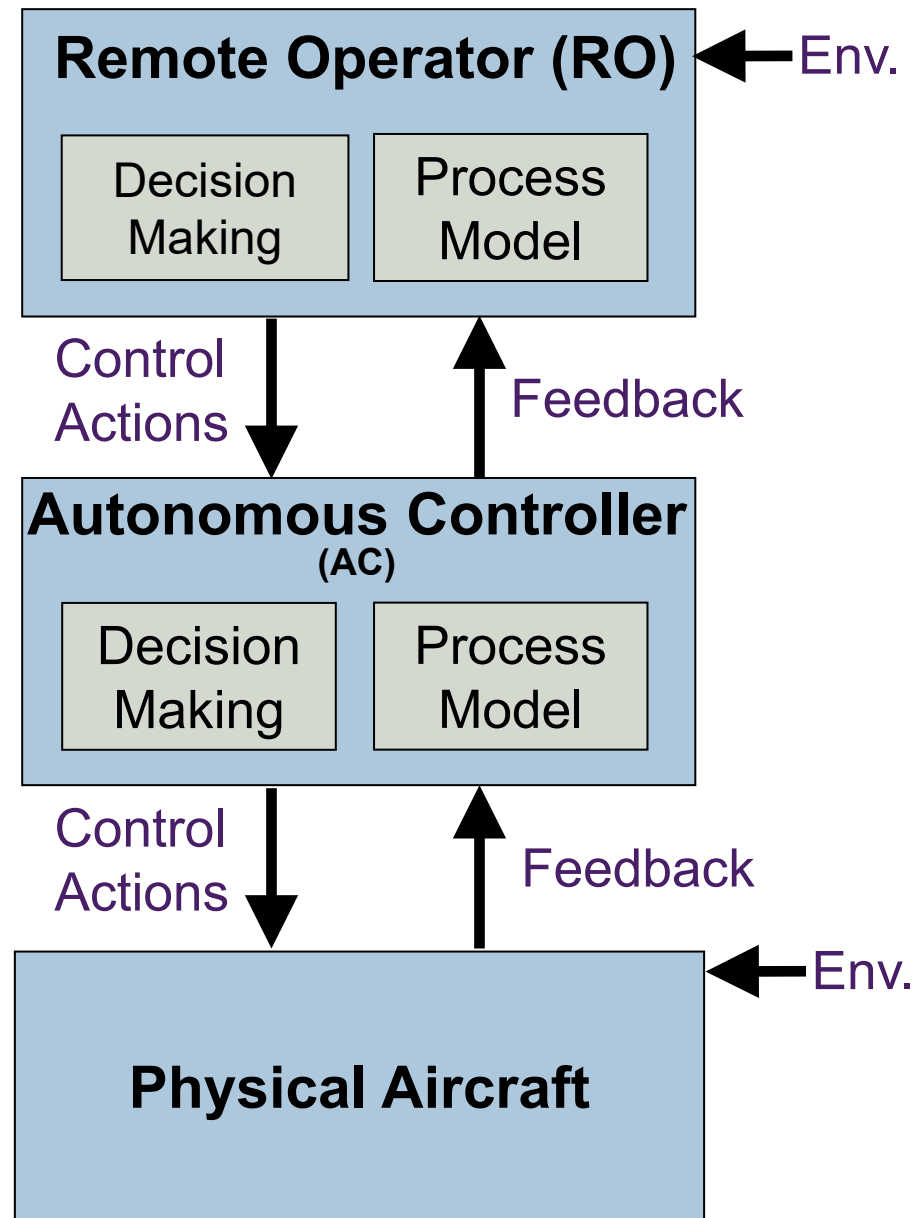 Remote Operator (RO)
Env.
Decision
Making
Process
Model
Control
Actions
Feedback
Autonomous Controller
(AC)
Decision
Making
Process
Model
Control
Actions
Feedback
Env.
Physical Aircraft